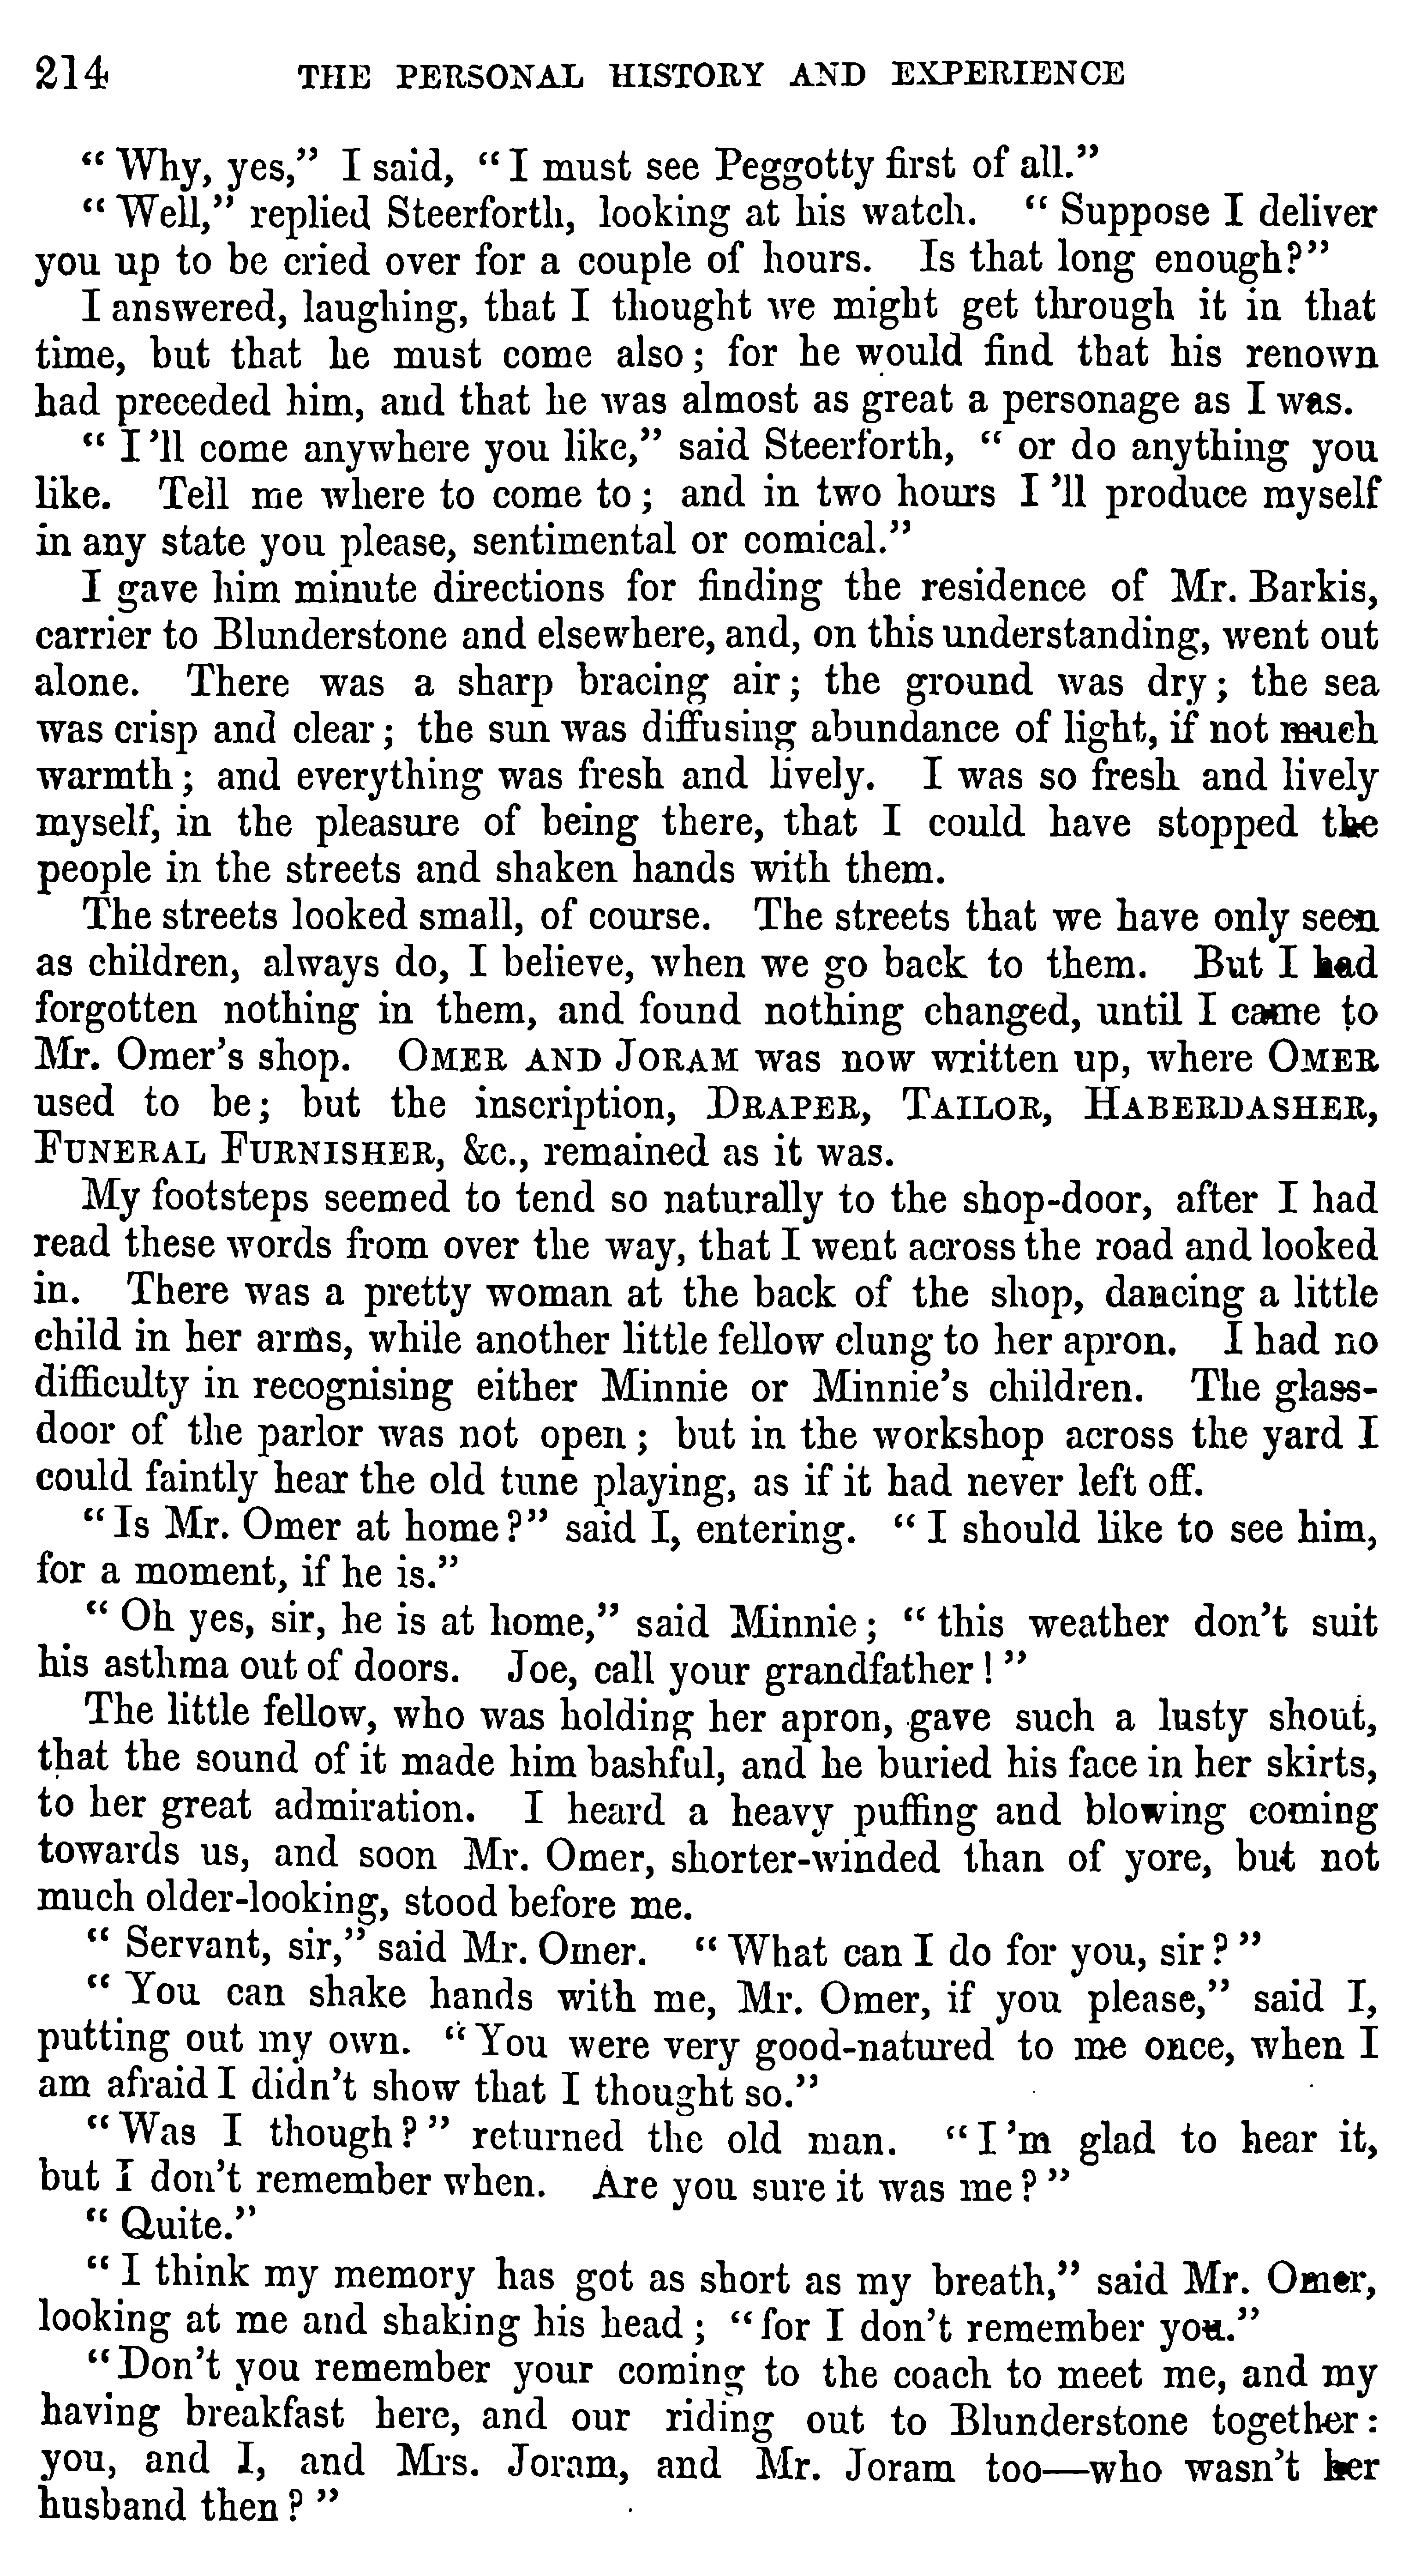 214 THE PERSONAL HISTORY AND EXPERIENCE
“Why, yes,” I said, “I must see Peggotty first of all.”
“Well,” replied Steerforth, looking at his watch. “Suppose I deliver
you up to be cried over for a couple of hours. Is that long enough?”
I answered, laughing, that I thought we might get through it in that
time, but that he must come also; for he would find that his renown
had preceded him, and that he was almost as great a personage as I was.
“I'll come anywhere you like,” said Steerforth, “or do anything you
like. Tell me where to come to; and in two hours I'll produce myself
in any state you please, sentimental or comical.”
I gave him minute directions for finding the residence of Mr. Barkis,
carrier to Blunderstone and elsewhere, and, on this understanding, went out
alone. There was a sharp bracing air; the ground was dry; the sea
was crisp and clear; the sun was diffusing abundance of light, if not much
warmth; and everything was fresh and lively. I was so fresh and lively
myself, in the pleasure of being there, that I could have stopped the
people in the streets and shaken hands with them.
The streets looked small, of course. The streets that we have only seen
as children, always do, I believe, when we go back to them. But I had
forgotten nothing in them, and found nothing changed, until I came to
Mr. Omer's shop. OMER AND JORAM was now written up, where OMER
used to be; but the inscription, DRAPER, TAILOR, HABERDASHER,
FUNERAL FURNISHER, &c., remained as it was.
My footsteps seemed to tend so naturally to the shop-door, after I had
read these words from over the way, that I went across the road and looked
in. There was a pretty woman at the back of the shop, dancing a little
child in her arms, while another little fellow clung to her apron. I had no
difficulty in recognising either Minnie or Minnie's children. The glass-
door of the parlor was not open; but in the workshop across the yard I
could faintly hear the old tune playing, as if it had never left off.
“Is Mr. Omer at home?” said I, entering. “I should like to see him,
for a moment, if he is.”
“Oh yes, sir, he is at home,” said Minnie; “this weather don't suit
his asthma out of doors. Joe, call your grandfather!”
The little fellow, who was holding her apron, gave such a lusty shout,
that the sound of it made him bashful, and he buried his face in her skirts,
to her great admiration. I heard a heavy puffing and blowing coming
towards us, and soon Mr. Omer, shorter-winded than of yore, but not
much older-looking, stood before me.
“Servant, sir,” said Mr. Omer. “What can I do for you, sir?”
“You can shake hands with me, Mr. Omer, if you please,” said I,
putting out my own. “You were very good-natured to me once, when I
am afraid I didn't show that I thought so.”
“Was I though?” returned the old man. “I'm glad to hear it,
but I don't remember when. Are you sure it was me?”
“Quite.”
“I think my memory has got as short as my breath,” said Mr. Omer,
looking at me and shaking his head; “for I don't remember you.”
“Don't you remember your coming to the coach to meet me, and my
having breakfast here, and our riding out to Blunderstone together:
you, and I, and Mrs. Joram, and Mr. Joram too—who wasn't her
husband then?”